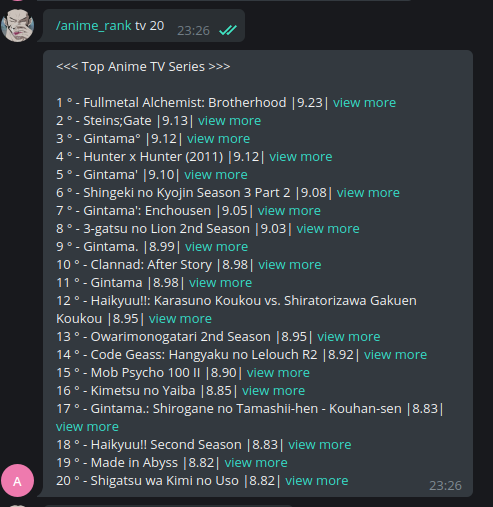 /anime_rank tv 20 23:26
<<< Top Anime TV Series >>>
1 ° - Fullmetal Alchemist: Brotherhood |9.23| view more
2 ° - Steins;Gate |9.13| view more
3 ° - Gintama° |9.12| view more
4 ° - Hunter x Hunter (2011) |9.12| view more
5 ° - Gintama' |9.10| view more
6 ° - Shingeki no Kyojin Season 3 Part 2 |9.08| view more
7 ° - Gintama': Enchousen |9.05| view more
8 ° - 3-gatsu no Lion 2nd Season |9.03| view more
9 ° - Gintama. |8.99| view more
10 ° - Clannad: After Story |8.98| view more
11 ° - Gintama |8.98| view more
12 ° - Haikyuu!!: Karasuno Koukou vs. Shiratorizawa Gakuen
Koukou |8.95| view more
13 ° - Owarimonogatari 2nd Season |8.95| view more
14 ° - Code Geass: Hangyaku no Lelouch R2 |8.92| view more
15 ° - Mob Psycho 100 II |8.90| view more
16 ° - Kimetsu no Yaiba |8.85| view more
17 ° - Gintama.: Shirogane no Tamashii-hen - Kouhan-sen |8.83|
view more
18 ° - Haikyuu!! Second Season |8.83| view more
19 ° - Made in Abyss |8.82| view more
20 ° - Shigatsu wa Kimi no Uso |8.82| view more
A
23:26